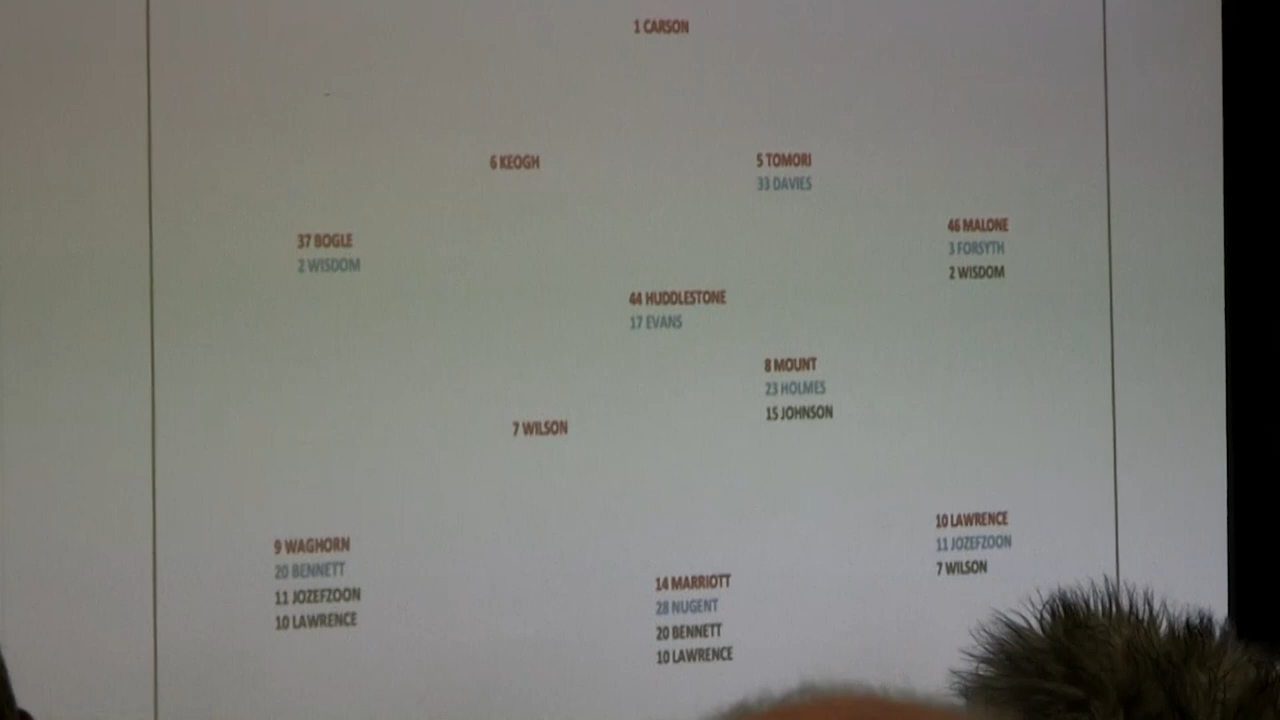 1 CARSON
6 KEOGH
5 TOMORI
33 DAVIES
37 BOGLE
2 WISDOM
46 MALONE
3 FORSYTH
2 WISDOM
44 HUDDLESTONE
17 EVANS
8 MOUNT
23 HOLMES
15 JOHNSON
7 WILSON
9 WAGHORN
20 BENNETT
11 JOZEFZOON
10 LAWRENCE
14 MARRIOTT
28 NUGENT
20 BENNETT
10 LAWRENCE
10 LAWRENCE
11 JOZEFZOON
7 WILSON